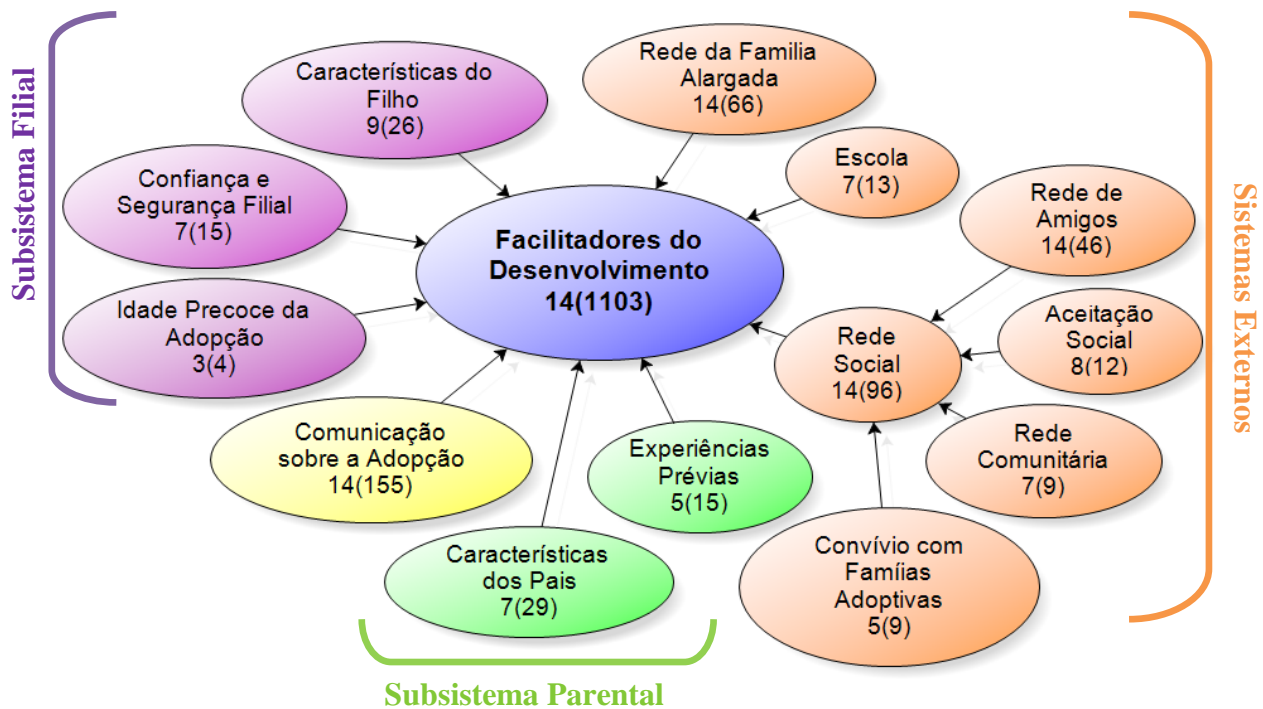 Subsistema Filial
Características do
Filho
9(26)
Confiança e
Segurança Filial
7(15)
Idade Precoce da
Adopção
3(4)
Rede da Familia
Alargada
14(66)
Escola
7(13)
Rede de
Amigos
14(46)
Facilitadores do
Desenvolvimento
14(1103)
Rede
Social
14(96)
Aceitação
Social
8(12)
Rede
Comunitária
7(9)
Convívio com
Famíias
Adoptivas
5(9)
Sistemas Externos
Comunicação
sobre a Adopção
14(155)
Experiências
Prévias
5(15)
Características
dos Pais
7(29)
Subsistema Parental